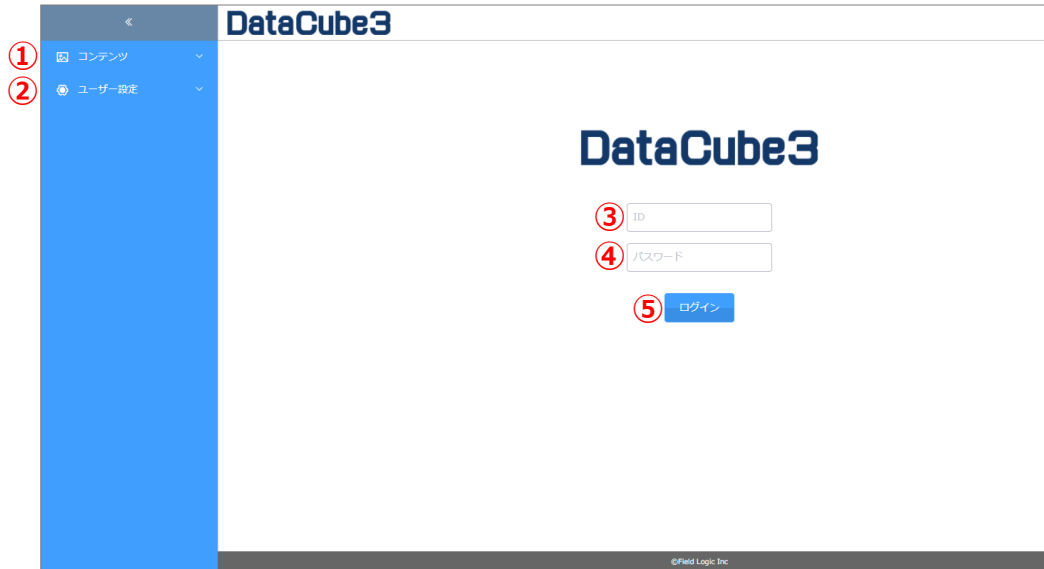 «
DataCube3
① コンテンツ
② ユーザー設定
DataCube3
③ ID
④ パスワード
⑤ ログイン
©Field Logic Inc